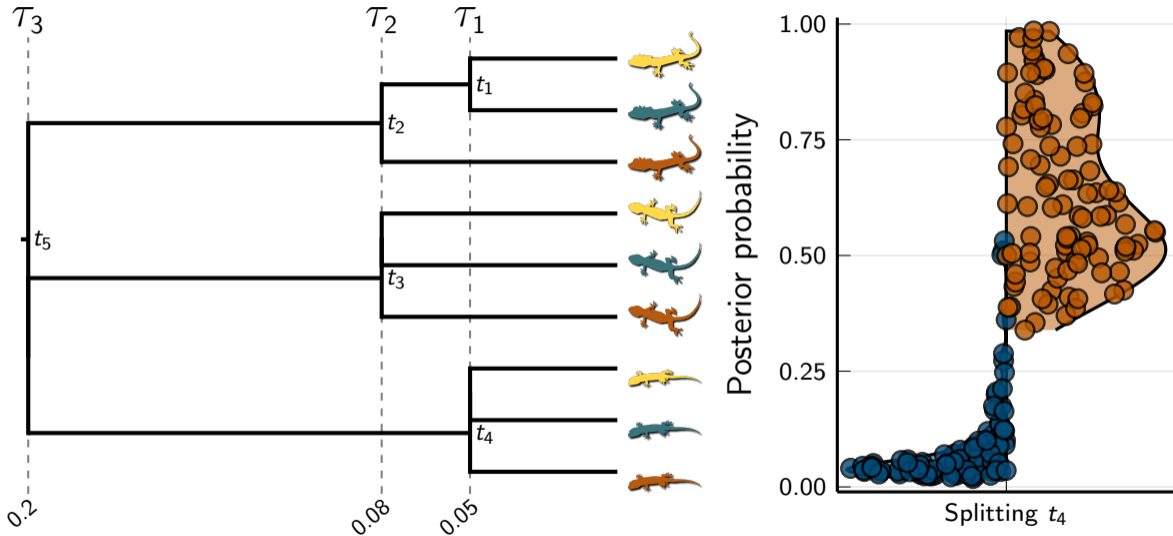 τ₃ τ₂ τ₁
t₁
t₂
t₅
t₃
t₄
0.2 0.08 0.05
Posterior probability
1.00
0.75
0.50
0.25
0.00
Splitting t₄